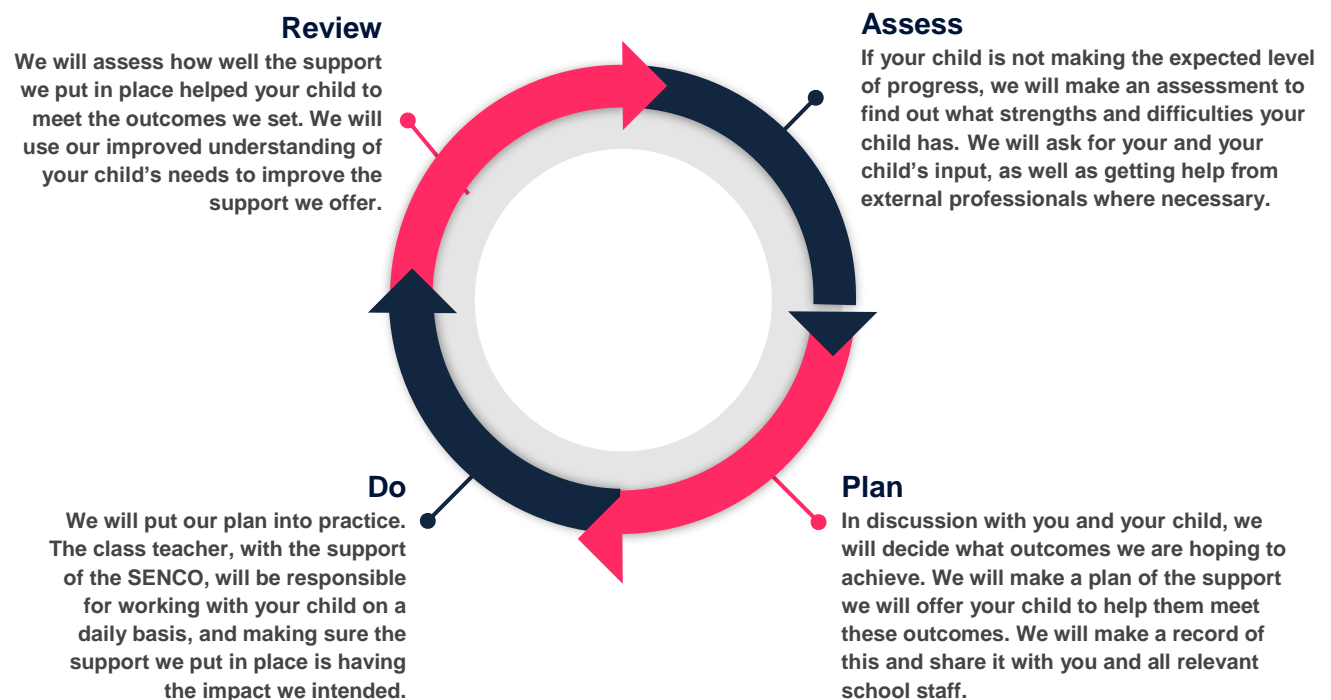 Review
We will assess how well the support
we put in place helped your child to
meet the outcomes we set. We will
use our improved understanding of
your child’s needs to improve the
support we offer.
Assess
If your child is not making the expected level
of progress, we will make an assessment to
find out what strengths and difficulties your
child has. We will ask for your and your
child’s input, as well as getting help from
external professionals where necessary.
Do
We will put our plan into practice.
The class teacher, with the support
of the SENCO, will be responsible
for working with your child on a
daily basis, and making sure the
support we put in place is having
the impact we intended.
Plan
In discussion with you and your child, we
will decide what outcomes we are hoping to
achieve. We will make a plan of the support
we will offer your child to help them meet
these outcomes. We will make a record of
this and share it with you and all relevant
school staff.